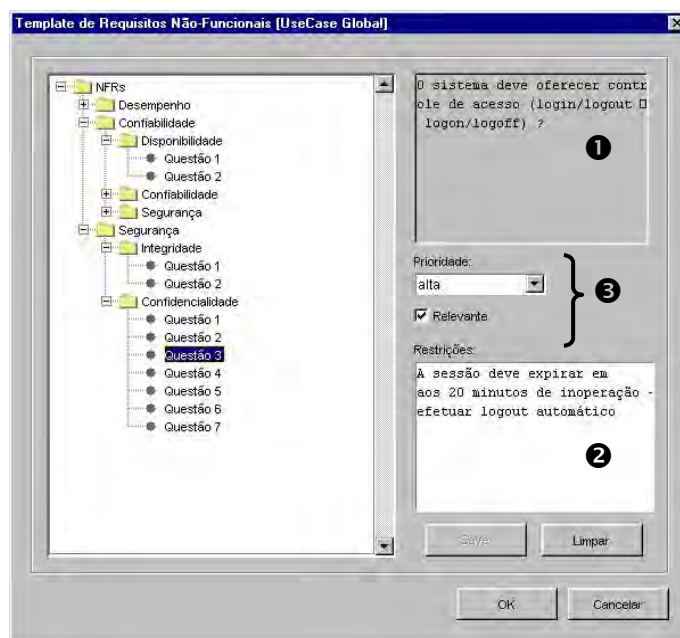 Template de Requisitos Não-Funcionais [UseCase Global]
NFRs
Desempenho
Confiabilidade
Disponibilidade
Questão 1
Questão 2
Confiabilidade
Segurança
Segurança
Integridade
Questão 1
Questão 2
Confidencialidade
Questão 1
Questão 2
Questão 3
Questão 4
Questão 5
Questão 6
Questão 7
O sistema deve oferecer contr
ole de acesso (login/logout
logon/logoff) ?
❶
Prioridade:
alta
Relevante
❸
Restrições:
A sessão deve expirar em
aos 20 minutos de inoperação -
efetuar logout automático
❷
Save
Limpar
OK
Cancelar